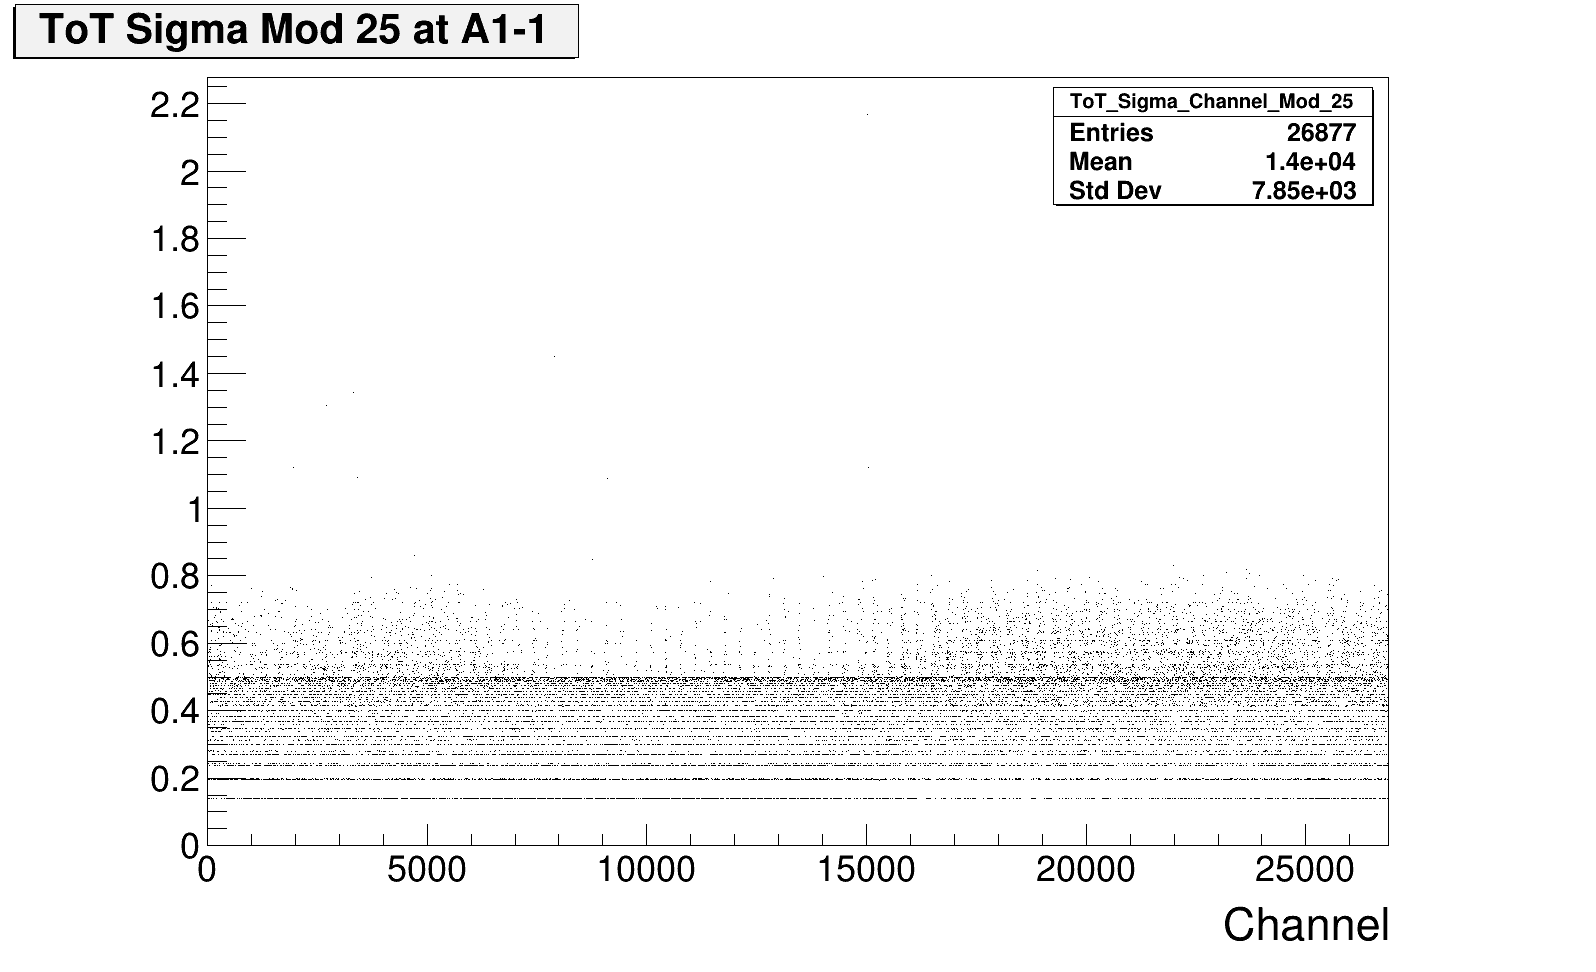 ToT Sigma Mod 25 at A1-1
ToT_Sigma_Channel_Mod_25
Entries 26877
Mean 1.4e+04
Std Dev 7.85e+03
2.2
2
1.8
1.6
1.4
1.2
1
0.8
0.6
0.4
0.2
0
0 5000 10000 15000 20000 25000
Channel